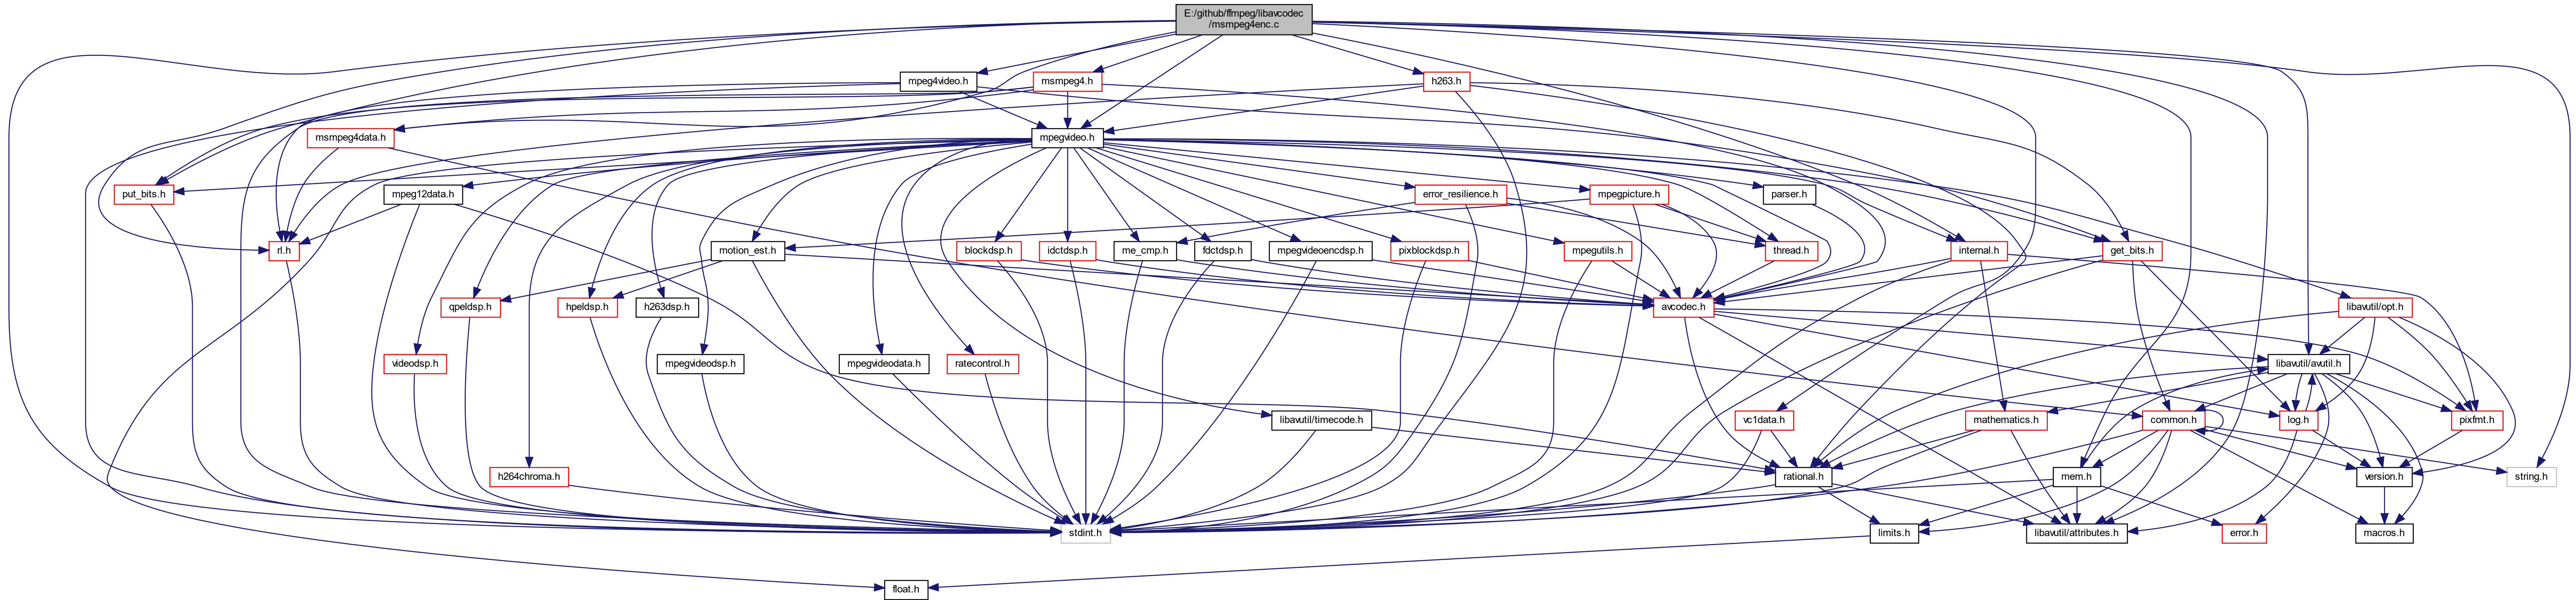 E:/github/ffmpeg/libavcodec
/msmpeg4enc.c
mpeg4video.h
msmpeg4.h
h263.h
msmpeg4data.h
mpegvideo.h
put_bits.h
mpeg12data.h
error_resilience.h
mpegpicture.h
parser.h
rl.h
motion_est.h
blockdsp.h
idctdsp.h
me_cmp.h
fdctdsp.h
mpegvideoencdsp.h
pixblockdsp.h
mpegutils.h
thread.h
internal.h
get_bits.h
qpeldsp.h
hpeldsp.h
h263dsp.h
avcodec.h
libavutil/opt.h
videodsp.h
mpegvideodsp.h
mpegvideodata.h
ratecontrol.h
libavutil/avutil.h
libavutil/timecode.h
vc1data.h
mathematics.h
common.h
log.h
pixfmt.h
h264chroma.h
rational.h
mem.h
version.h
string.h
stdint.h
limits.h
libavutil/attributes.h
error.h
macros.h
float.h